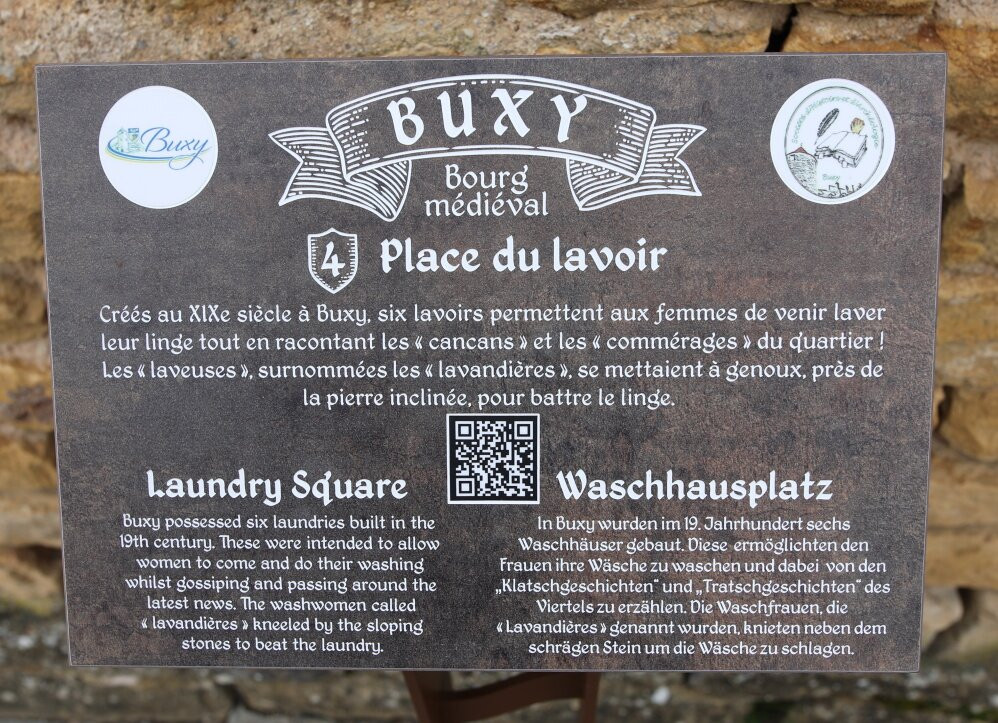 Buxy
BUXY
Bourg
médiéval
Buxy
4 Place du lavoir
Créés au XIXe siècle à Buxy, six lavoirs permettent aux femmes de venir laver
leur linge tout en racontant les « cancans » et les « commérages » du quartier !
Les « laveuses », surnommées les « lavandières », se mettaient à genoux, près de
la pierre inclinée, pour battre le linge.
Laundry Square
Buxy possessed six laundries built in the
19th century. These were intended to allow
women to come and do their washing
whilst gossiping and passing around the
latest news. The washwomen called
« lavandières » kneeled by the sloping
stones to beat the laundry.
Waschhausplatz
In Buxy wurden im 19. Jahrhundert sechs
Waschhäuser gebaut. Diese ermöglichten den
Frauen ihre Wäsche zu waschen und dabei von den
„Klatschgeschichten" und „Tratschgeschichten" des
Viertels zu erzählen. Die Waschfrauen, die
« Lavandières » genannt wurden, knieten neben dem
schrägen Stein um die Wäsche zu schlagen.